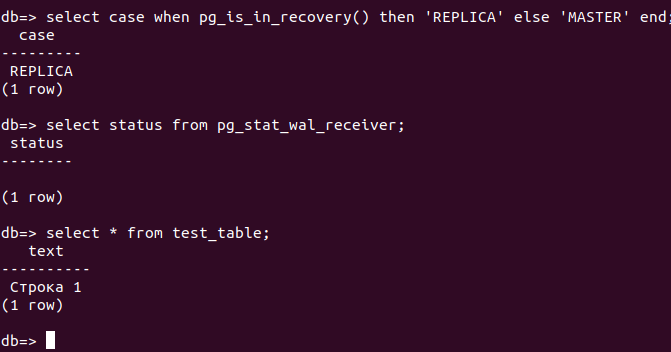 db=> select case when pg_is_in_recovery() then 'REPLICA' else 'MASTER' end;
  case
---------
 REPLICA
(1 row)

db=> select status from pg_stat_wal_receiver;
 status
--------

(1 row)

db=> select * from test_table;
   text
----------
 Строка 1
(1 row)

db=>